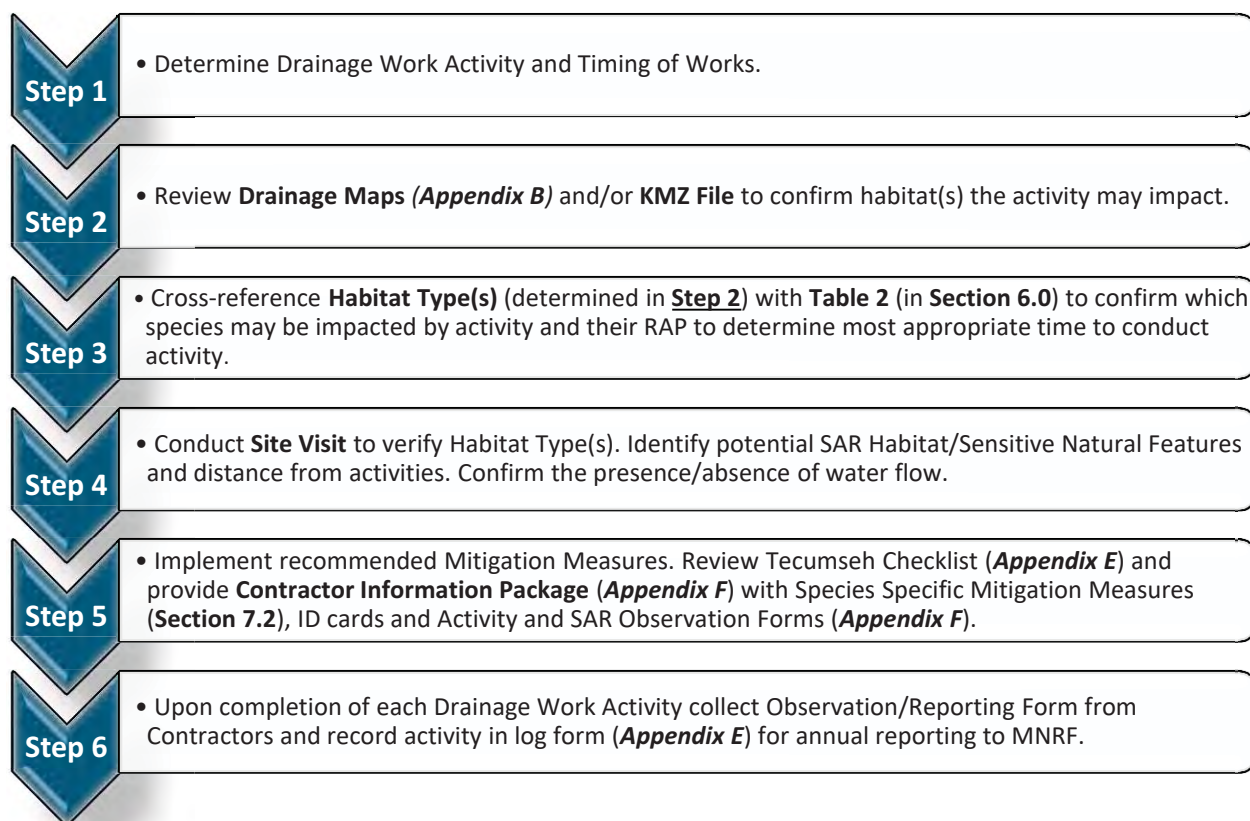 Step 1
• Determine Drainage Work Activity and Timing of Works.
Step 2
• Review Drainage Maps (Appendix B) and/or KMZ File to confirm habitat(s) the activity may impact.
Step 3
• Cross-reference Habitat Type(s) (determined in Step 2) with Table 2 (in Section 6.0) to confirm which
species may be impacted by activity and their RAP to determine most appropriate time to conduct
activity.
Step 4
• Conduct Site Visit to verify Habitat Type(s). Identify potential SAR Habitat/Sensitive Natural Features
and distance from activities. Confirm the presence/absence of water flow.
Step 5
• Implement recommended Mitigation Measures. Review Tecumseh Checklist (Appendix E) and
provide Contractor Information Package (Appendix F) with Species Specific Mitigation Measures
(Section 7.2), ID cards and Activity and SAR Observation Forms (Appendix F).
Step 6
• Upon completion of each Drainage Work Activity collect Observation/Reporting Form from
Contractors and record activity in log form (Appendix E) for annual reporting to MNRF.